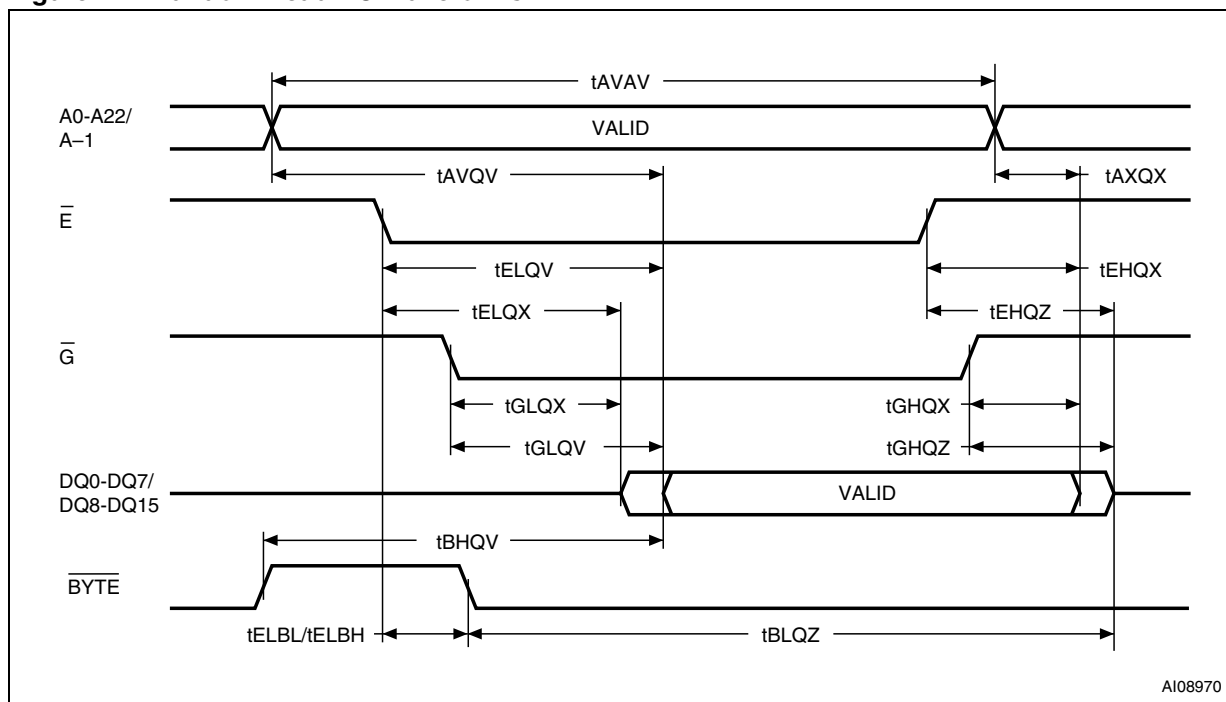 tAVAV
A0-A22/
A–1
VALID
tAVQV
tAXQX
E
tELQV
tEHQX
tELQX
tEHQZ
G
tGLQX
tGHQX
tGLQV
tGHQZ
DQ0-DQ7/
DQ8-DQ15
VALID
tBHQV
BYTE
tELBL/tELBH
tBLQZ
AI08970